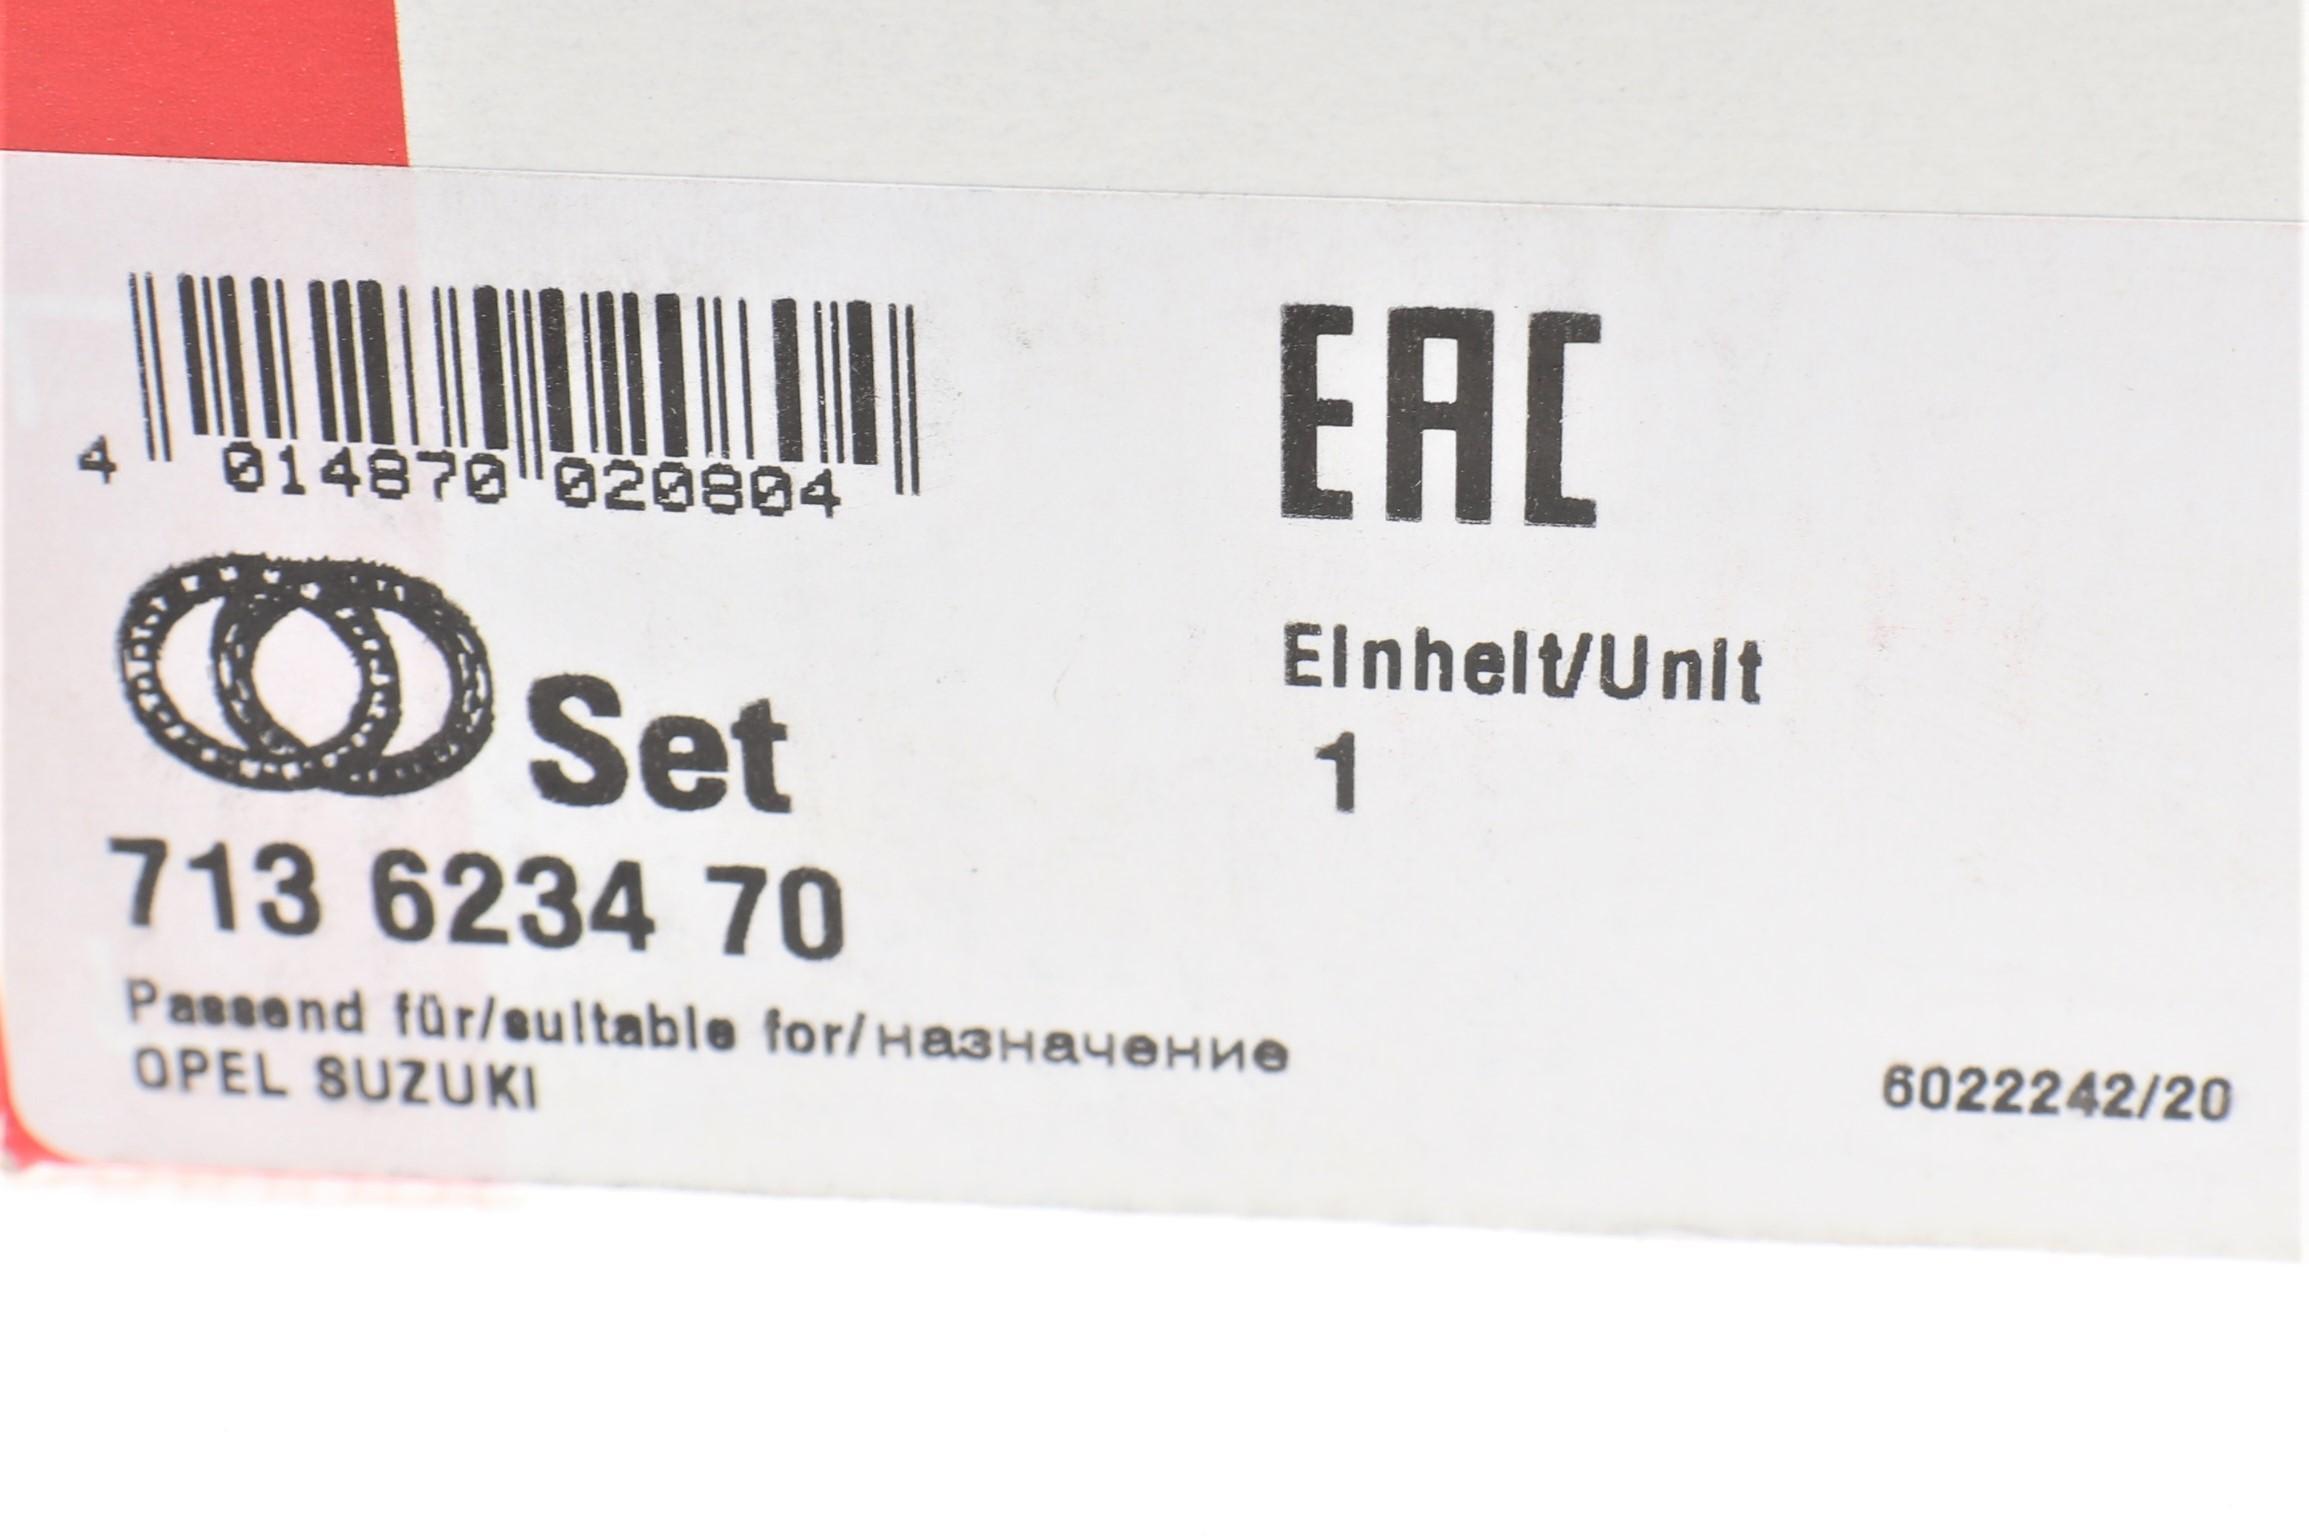 4 014870 020804
EAC
Set
Einheit/Unit
1
713 6234 70
Passend für/suitable for/назначение
OPEL SUZUKI
6022242/20